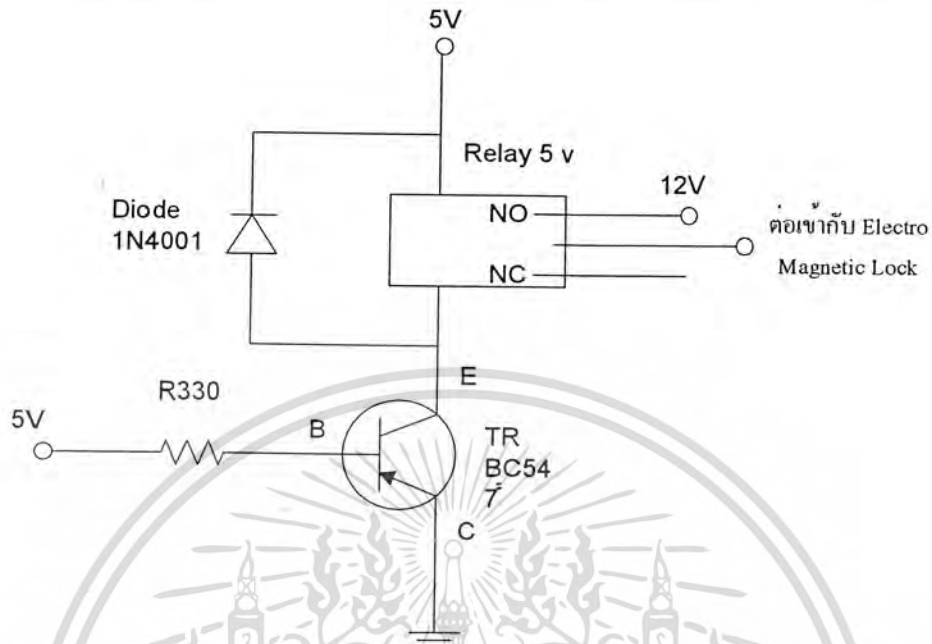 5V
Relay 5 v
12V
NO
Diode
1N4001
ต่อเข้ากับ Electro
Magnetic Lock
NC
R330
E
5V
B
TR
BC54
7
C